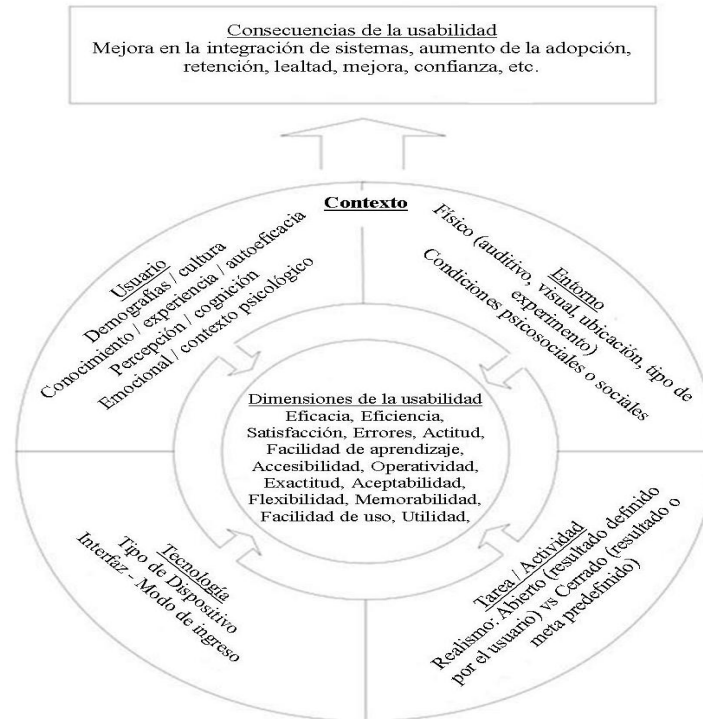 Consecuencias de la usabilidad
Mejora en la integración de sistemas, aumento de la adopción,
retención, lealtad, mejora, confianza, etc.
Contexto
Usuario
Demografías / cultura
Conocimiento / experiencia / autoeficacia
Percepción / cognición
Emocional / contexto psicológico
Entorno
Físico (auditivo, visual, ubicación, tipo de
experimento)
Condiciones psicosociales o sociales
Dimensiones de la usabilidad
Eficacia, Eficiencia,
Satisfacción, Errores, Actitud,
Facilidad de aprendizaje,
Accesibilidad, Operatividad,
Exactitud, Aceptabilidad,
Flexibilidad, Memorabilidad,
Facilidad de uso, Utilidad,
Tecnología
Tipo de Dispositivo
Interfaz - Modo de ingreso
Tarea / Actividad
Realismo: Abierto (resultado definido
por el usuario) vs Cerrado (resultado o
meta predefinido)